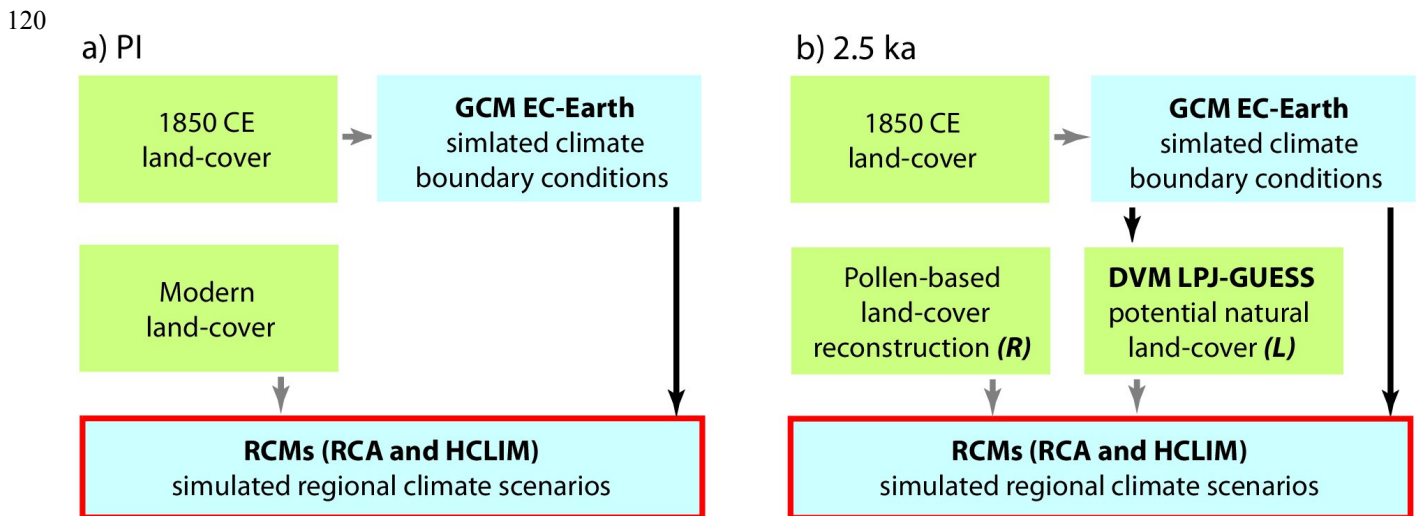 120
a) PI
1850 CE
land-cover
GCM EC-Earth
simlated climate
boundary conditions
Modern
land-cover
RCMs (RCA and HCLIM)
simulated regional climate scenarios
b) 2.5 ka
1850 CE
land-cover
GCM EC-Earth
simlated climate
boundary conditions
Pollen-based
land-cover
reconstruction (R)
DVM LPJ-GUESS
potential natural
land-cover (L)
RCMs (RCA and HCLIM)
simulated regional climate scenarios